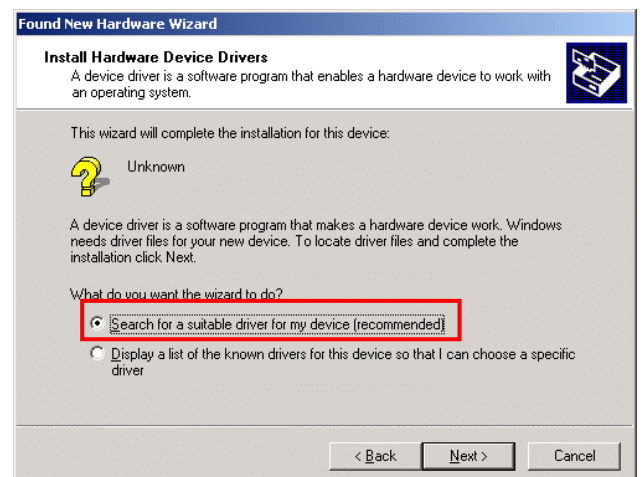 Found New Hardware Wizard
Install Hardware Device Drivers
A device driver is a software program that enables a hardware device to work with
an operating system.
This wizard will complete the installation for this device:
Unknown
A device driver is a software program that makes a hardware device work. Windows
needs driver files for your new device. To locate driver files and complete the
installation click Next.
What do you want the wizard to do?
Search for a suitable driver for my device (recommended)
Display a list of the known drivers for this device so that I can choose a specific
driver
< Back Next > Cancel